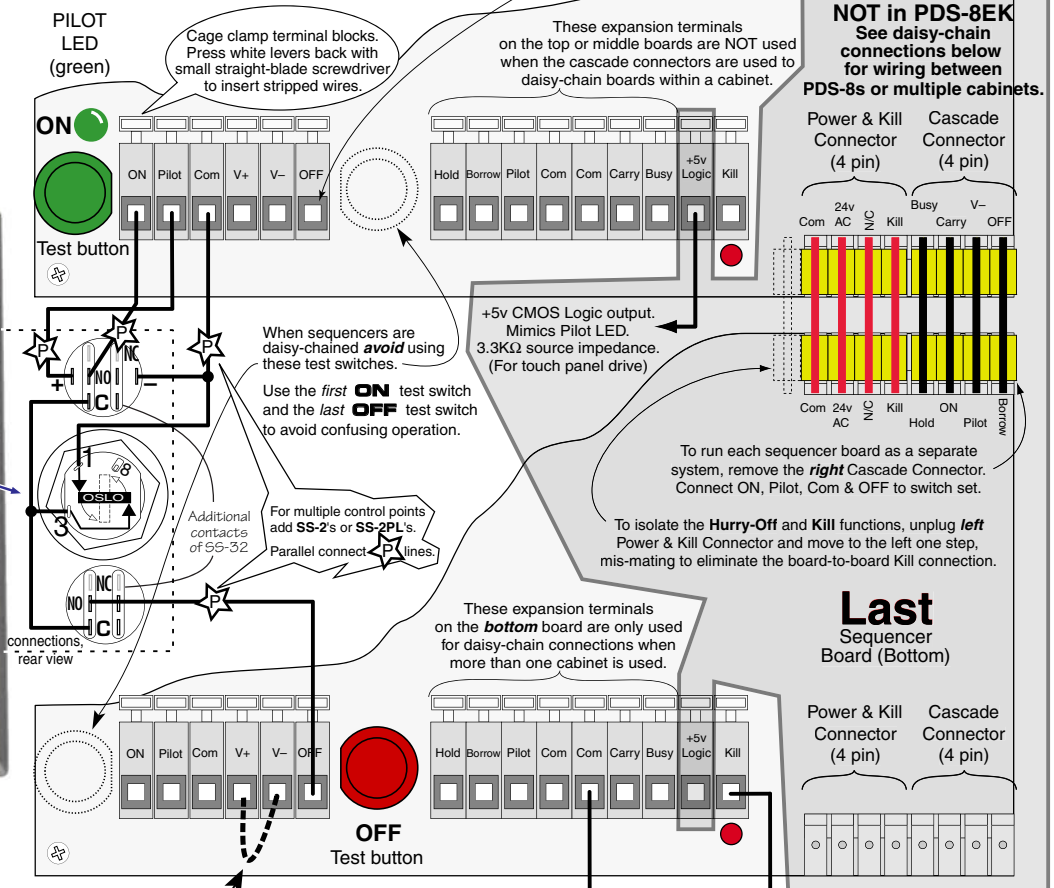 PILOT
LED
(green)
Cage clamp terminal blocks.
Press white levers back with
small straight-blade screwdriver
to insert stripped wires.
These expansion terminals
on the top or middle boards are NOT used
when the cascade connectors are used to
daisy-chain boards within a cabinet.
NOT in PDS-8EK
See daisy-chain
connections below
for wiring between
PDS-8s or multiple cabinets.
Power & Kill
Connector
(4 pin)
Cascade
Connector
(4 pin)
ON
ON Pilot Com V+ V– OFF
Hold Borrow Pilot Com Com Carry Busy +5v Logic Kill
Test button
Com 24v AC N/C Kill Busy Carry V– OFF
+5v CMOS Logic output.
Mimics Pilot LED.
3.3KΩ source impedance.
(For touch panel drive)
When sequencers are
daisy-chained avoid using
these test switches.
Use the first ON test switch
and the last OFF test switch
to avoid confusing operation.
P P P
NC
NO
+ –
C
Com 24v AC N/C Kill Hold ON Pilot Borrow
1 8
OSLO
3
Additional
contacts
of SS-32
For multiple control points
add SS-2's or SS-2PL's.
Parallel connect P lines.
To run each sequencer board as a separate
system, remove the right Cascade Connector.
Connect ON, Pilot, Com & OFF to switch set.
To isolate the Hurry-Off and Kill functions, unplug left
Power & Kill Connector and move to the left one step,
mis-mating to eliminate the board-to-board Kill connection.
NC
NO
P
C
connections,
rear view
These expansion terminals
on the bottom board are only used
for daisy-chain connections when
more than one cabinet is used.
Last
Sequencer
Board (Bottom)
Power & Kill
Connector
(4 pin)
Cascade
Connector
(4 pin)
ON Pilot Com V+ V– OFF
Hold Borrow Pilot Com Com Carry Busy +5v Logic Kill
OFF
Test button